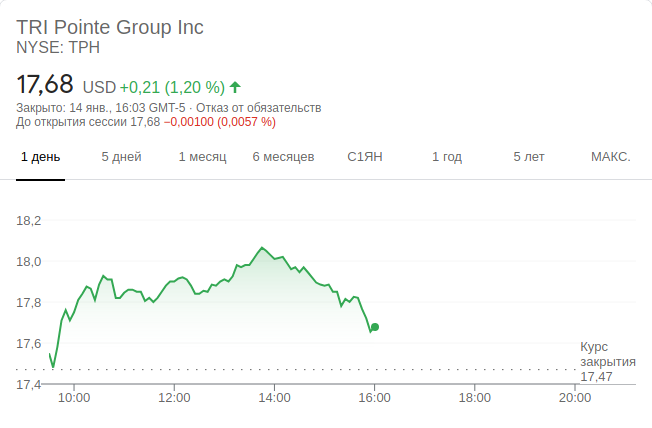 TRI Pointe Group Inc
NYSE: TPH
17,68 USD +0,21 (1,20 %)
Закрыто: 14 янв., 16:03 GMT-5 · Отказ от обязательств
До открытия сессии 17,68 −0,00100 (0,0057 %)
1 день 5 дней 1 месяц 6 месяцев С1ЯН 1 год 5 лет МАКС.
18,2
18,0
17,8
17,6
17,4
Курс
закрытия
17,47
10:00 12:00 14:00 16:00 18:00 20:00